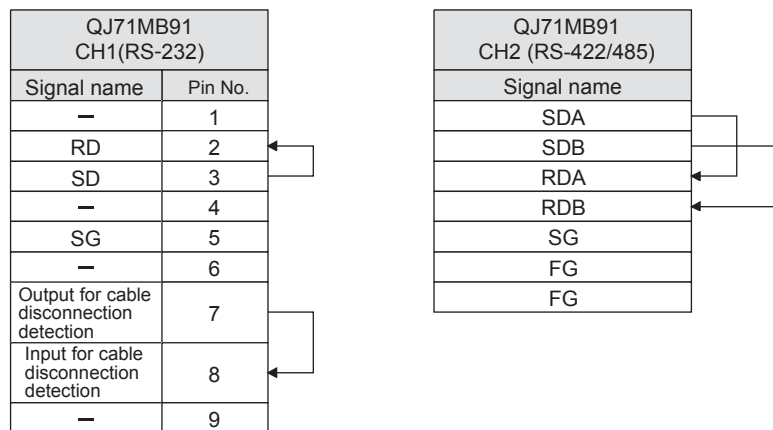 QJ71MB91
CH1(RS-232)
Signal name Pin No.
– 1
RD 2
SD 3
– 4
SG 5
– 6
Output for cable
disconnection
detection
7
Input for cable
disconnection
detection
8
– 9
QJ71MB91
CH2 (RS-422/485)
Signal name
SDA
SDB
RDA
RDB
SG
FG
FG